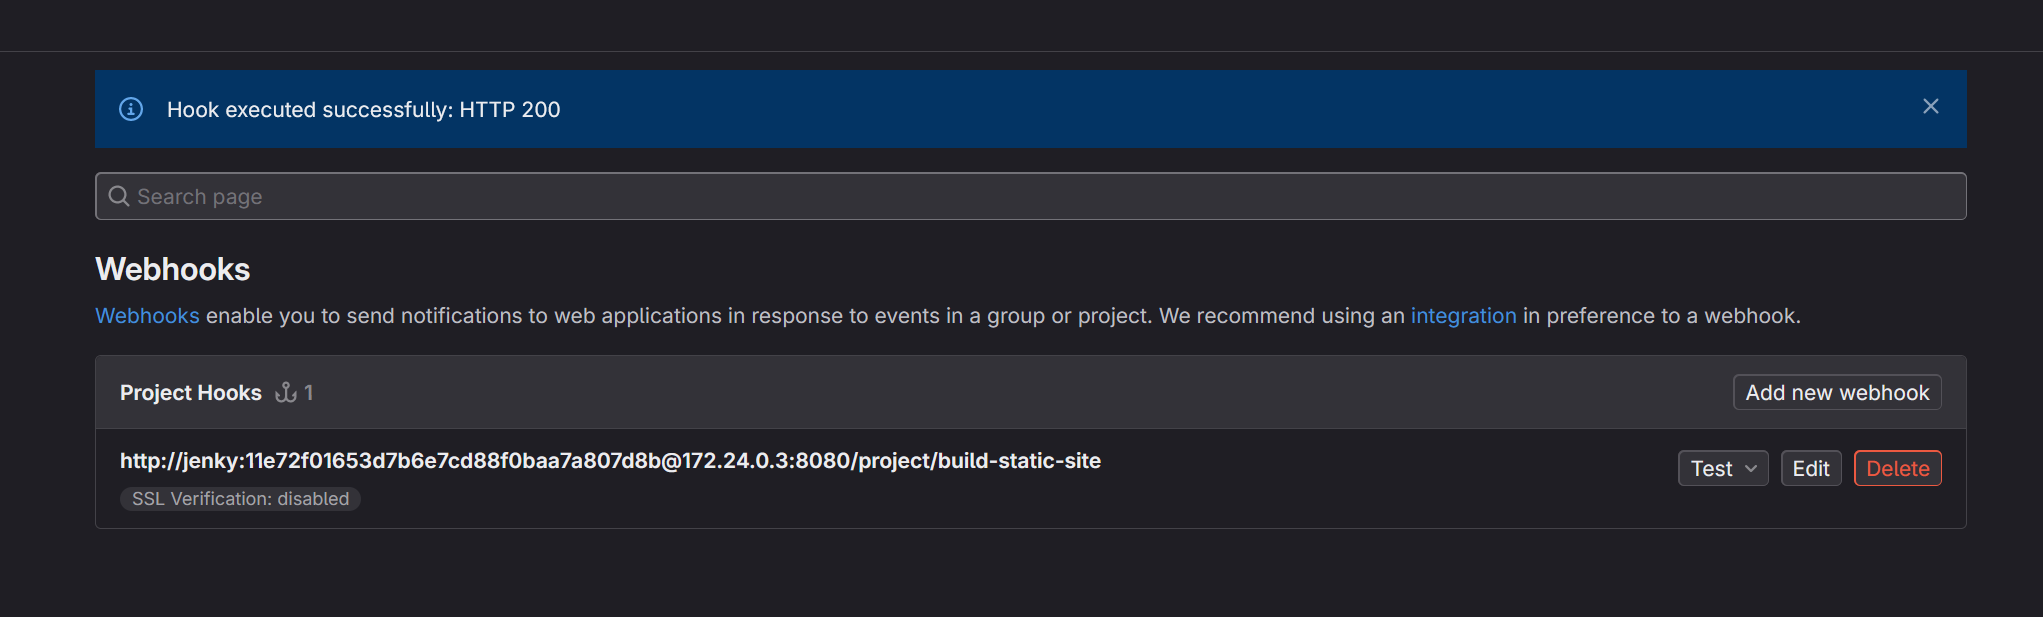 Hook executed successfully: HTTP 200
Search page
Webhooks
Webhooks enable you to send notifications to web applications in response to events in a group or project. We recommend using an integration in preference to a webhook.
Project Hooks 1
Add new webhook
http://jenky:11e72f01653d7b6e7cd88f0baa7a807d8b@172.24.0.3:8080/project/build-static-site
Test Edit Delete
SSL Verification: disabled